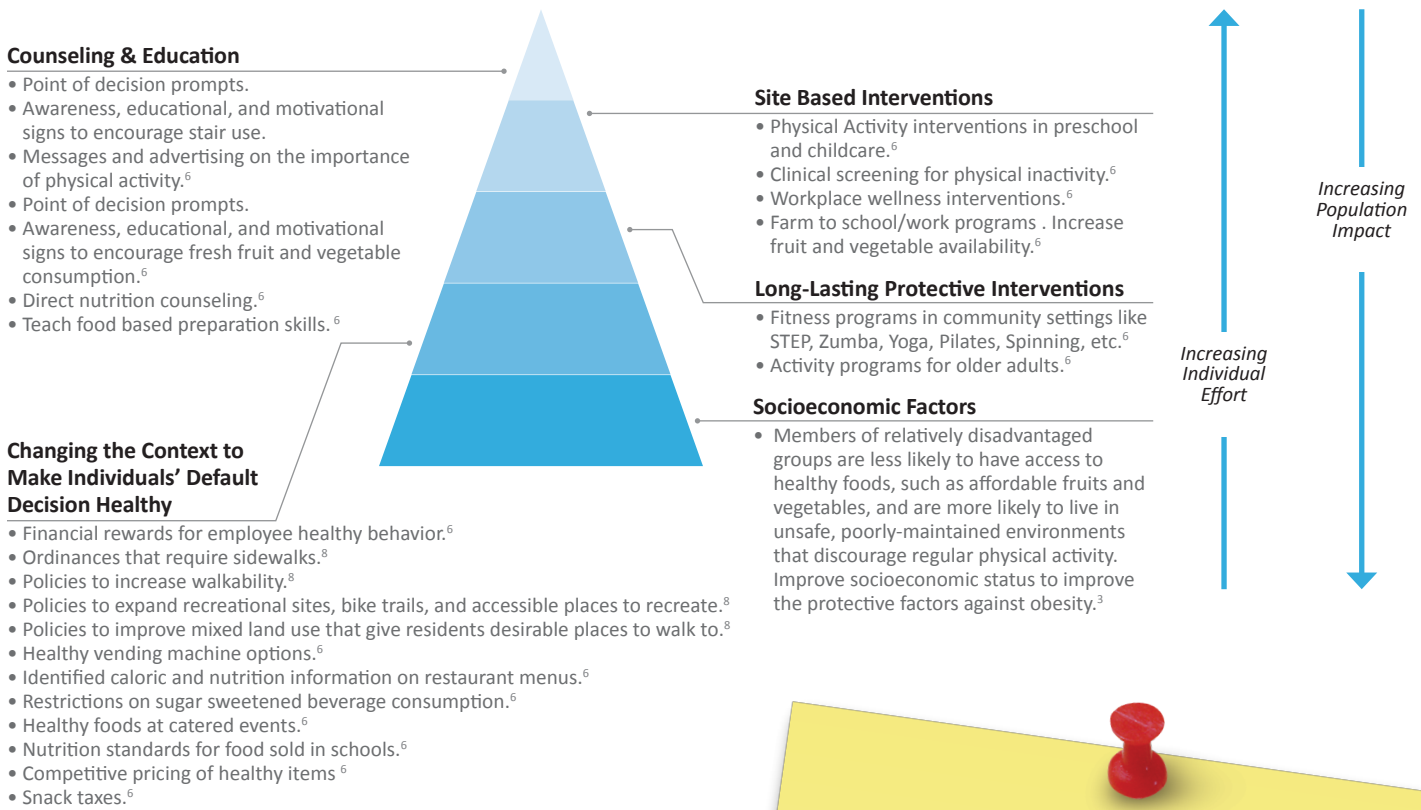 Counseling & Education
• Point of decision prompts.
• Awareness, educational, and motivational
signs to encourage stair use.
• Messages and advertising on the importance
of physical activity.⁶
• Point of decision prompts.
• Awareness, educational, and motivational
signs to encourage fresh fruit and vegetable
consumption.⁶
• Direct nutrition counseling.⁶
• Teach food based preparation skills. ⁶
Changing the Context to
Make Individuals’ Default
Decision Healthy
• Financial rewards for employee healthy behavior.⁶
• Ordinances that require sidewalks.⁸
• Policies to increase walkability.⁸
• Policies to expand recreational sites, bike trails, and accessible places to recreate.⁸
• Policies to improve mixed land use that give residents desirable places to walk to.⁸
• Healthy vending machine options.⁶
• Identified caloric and nutrition information on restaurant menus.⁶
• Restrictions on sugar sweetened beverage consumption.⁶
• Healthy foods at catered events.⁶
• Nutrition standards for food sold in schools.⁶
• Competitive pricing of healthy items ⁶
• Snack taxes.⁶
Site Based Interventions
• Physical Activity interventions in preschool
and childcare.⁶
• Clinical screening for physical inactivity.⁶
• Workplace wellness interventions.⁶
• Farm to school/work programs . Increase
fruit and vegetable availability.⁶
Long-Lasting Protective Interventions
• Fitness programs in community settings like
STEP, Zumba, Yoga, Pilates, Spinning, etc.⁶
• Activity programs for older adults.⁶
Socioeconomic Factors
• Members of relatively disadvantaged
groups are less likely to have access to
healthy foods, such as affordable fruits and
vegetables, and are more likely to live in
unsafe, poorly-maintained environments
that discourage regular physical activity.
Improve socioeconomic status to improve
the protective factors against obesity.³
Increasing
Individual
Effort
Increasing
Population
Impact